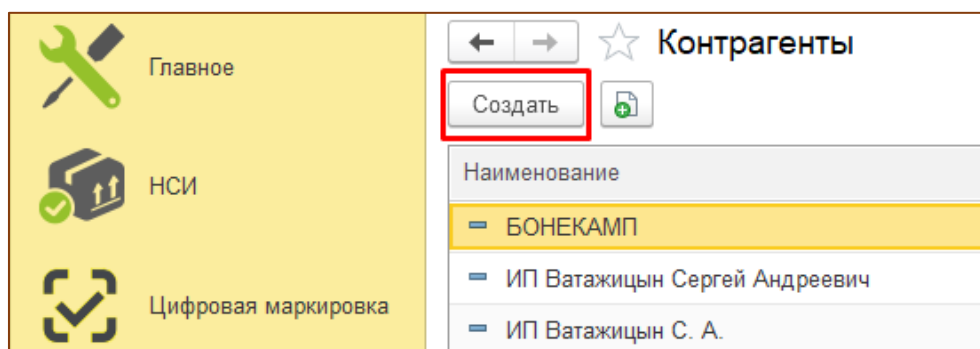 Главное
НСИ
Цифровая маркировка
Контрагенты
Создать
Наименование
БОНЕКАМП
ИП Ватажицын Сергей Андреевич
ИП Ватажицын С. А.